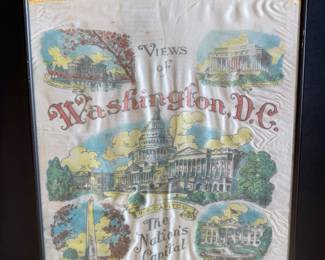 VIEWS
OF
Washington, D.C.
The
Nation's
Capital